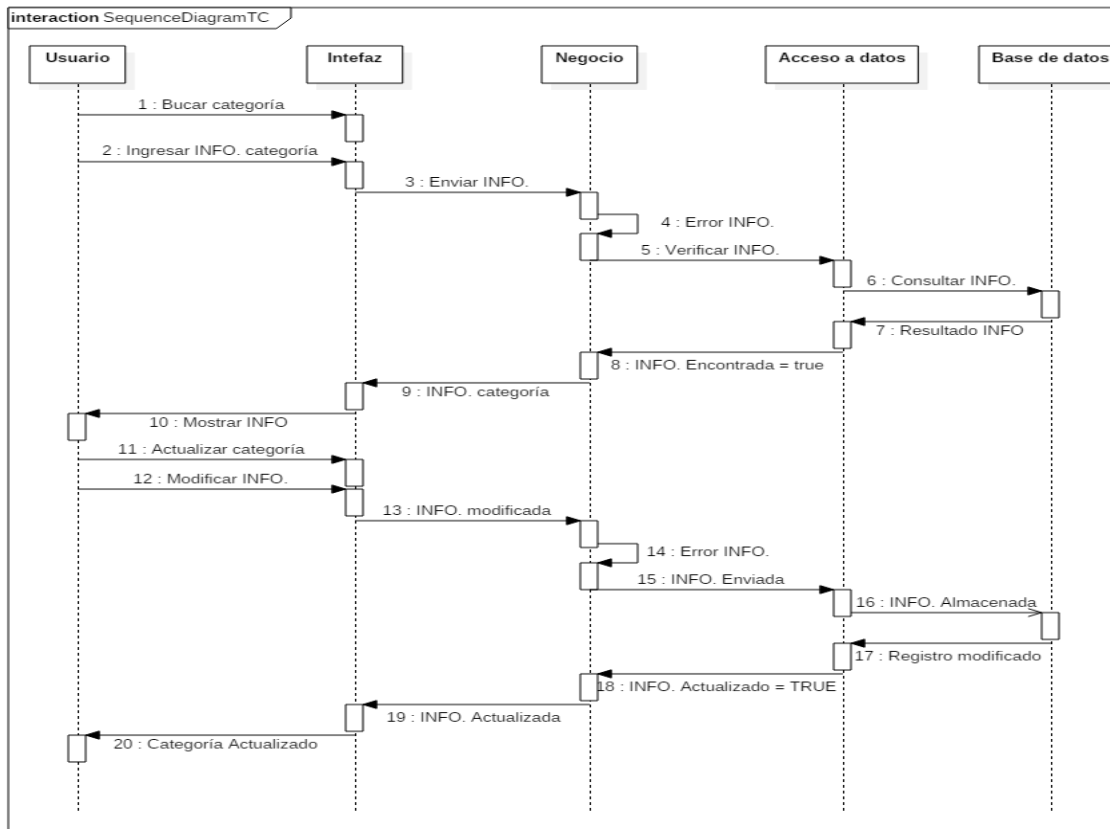 interaction SequenceDiagramTC
Usuario
Intefaz
Negocio
Acceso a datos
Base de datos
1 : Bucar categoría
2 : Ingresar INFO. categoría
3 : Enviar INFO.
4 : Error INFO.
5 : Verificar INFO.
6 : Consultar INFO.
7 : Resultado INFO
8 : INFO. Encontrada = true
9 : INFO. categoría
10 : Mostrar INFO
11 : Actualizar categoría
12 : Modificar INFO.
13 : INFO. modificada
14 : Error INFO.
15 : INFO. Enviada
16 : INFO. Almacenada
17 : Registro modificado
18 : INFO. Actualizado = TRUE
19 : INFO. Actualizada
20 : Categoría Actualizado